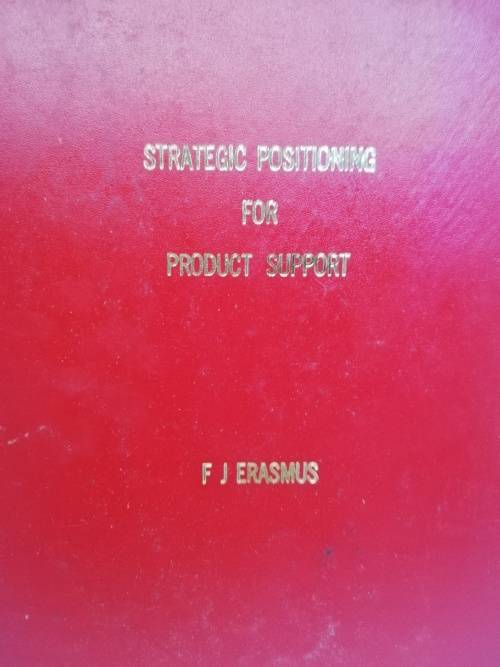 STRATEGIC POSITIONING
FOR
PRODUCT SUPPORT
F J ERASMUS